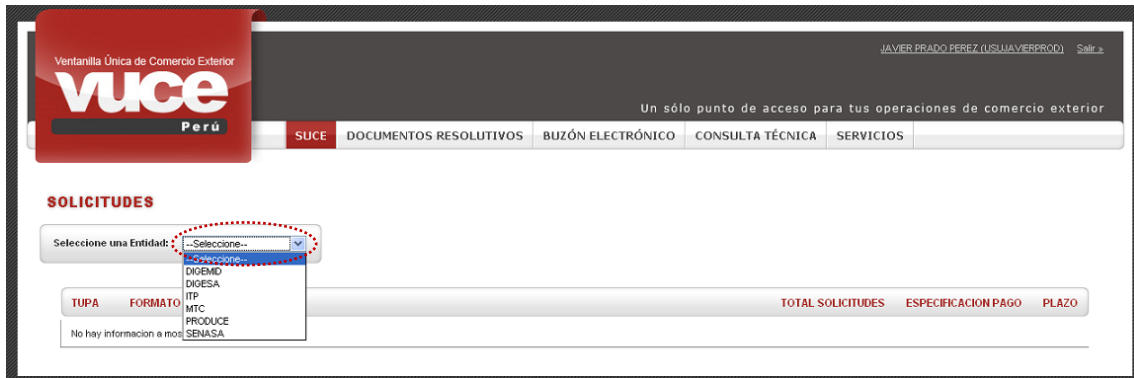 JAVIER PRADO PEREZ (USUJAVIERPROD) Salir »
Ventanilla Única de Comercio Exterior
vuce
Perú
Un sólo punto de acceso para tus operaciones de comercio exterior
SUCE DOCUMENTOS RESOLUTIVOS BUZÓN ELECTRÓNICO CONSULTA TÉCNICA SERVICIOS
SOLICITUDES
Seleccione una Entidad: --Seleccione--
--Seleccione--
DIGEMID
DIGESA
ITP
MTC
PRODUCE
SENASA
TUPA FORMATO TOTAL SOLICITUDES ESPECIFICACION PAGO PLAZO
No hay informacion a mos